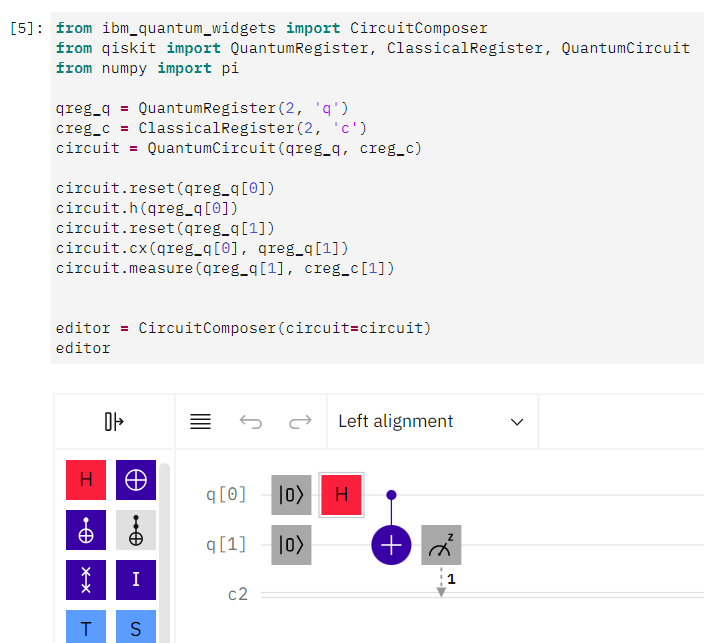 [5]: from ibm_quantum_widgets import CircuitComposer
from qiskit import QuantumRegister, ClassicalRegister, QuantumCircuit
from numpy import pi
qreg_q = QuantumRegister(2, 'q')
creg_c = ClassicalRegister(2, 'c')
circuit = QuantumCircuit(qreg_q, creg_c)
circuit.reset(qreg_q[0])
circuit.h(qreg_q[0])
circuit.reset(qreg_q[1])
circuit.cx(qreg_q[0], qreg_q[1])
circuit.measure(qreg_q[1], creg_c[1])
editor = CircuitComposer(circuit=circuit)
editor
Left alignment
H
I
T S
q[0] |0⟩ H
q[1] |0⟩ z
1
c2